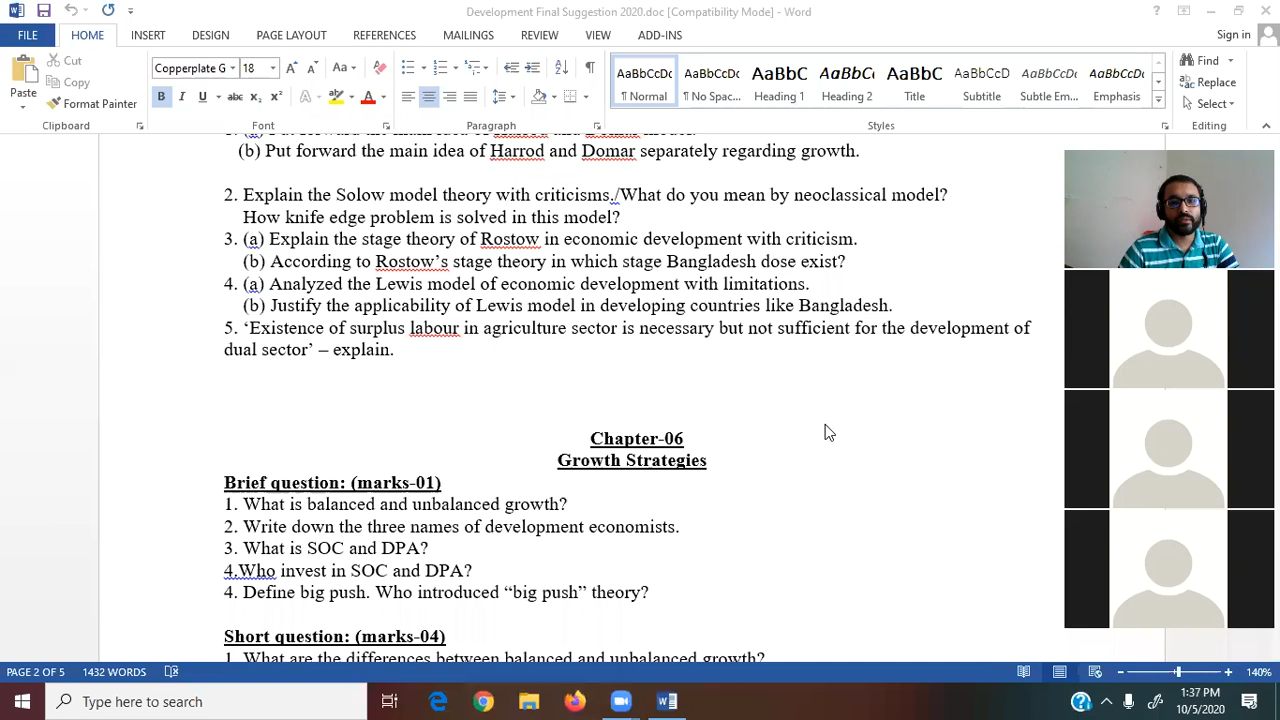 Development Final Suggestion 2020.doc [Compatibility Mode] - Word
FILE HOME INSERT DESIGN PAGE LAYOUT REFERENCES MAILINGS REVIEW VIEW ADD-INS Sign in
Paste Cut Copy Format Painter
Copperplate G 18
AaBbCcDc AaBbCcDc AaBbC AaBbCc AaBbC AaBbCcD AaBbCcDc AaBbCcDc
¶ Normal ¶ No Spac... Heading 1 Heading 2 Title Subtitle Subtle Em... Emphasis
Find Replace Select
Clipboard Font Paragraph Styles Editing
1. (a) Put forward the main idea of Harrod and Domar model.
(b) Put forward the main idea of Harrod and Domar separately regarding growth.
2. Explain the Solow model theory with criticisms./What do you mean by neoclassical model?
How knife edge problem is solved in this model?
3. (a) Explain the stage theory of Rostow in economic development with criticism.
(b) According to Rostow’s stage theory in which stage Bangladesh dose exist?
4. (a) Analyzed the Lewis model of economic development with limitations.
(b) Justify the applicability of Lewis model in developing countries like Bangladesh.
5. ‘Existence of surplus labour in agriculture sector is necessary but not sufficient for the development of
dual sector’ – explain.
Chapter-06
Growth Strategies
Brief question: (marks-01)
1. What is balanced and unbalanced growth?
2. Write down the three names of development economists.
3. What is SOC and DPA?
4.Who invest in SOC and DPA?
4. Define big push. Who introduced “big push” theory?
Short question: (marks-04)
1. What are the differences between balanced and unbalanced growth?
PAGE 2 OF 5 1432 WORDS 140%
Type here to search
1:37 PM
10/5/2020